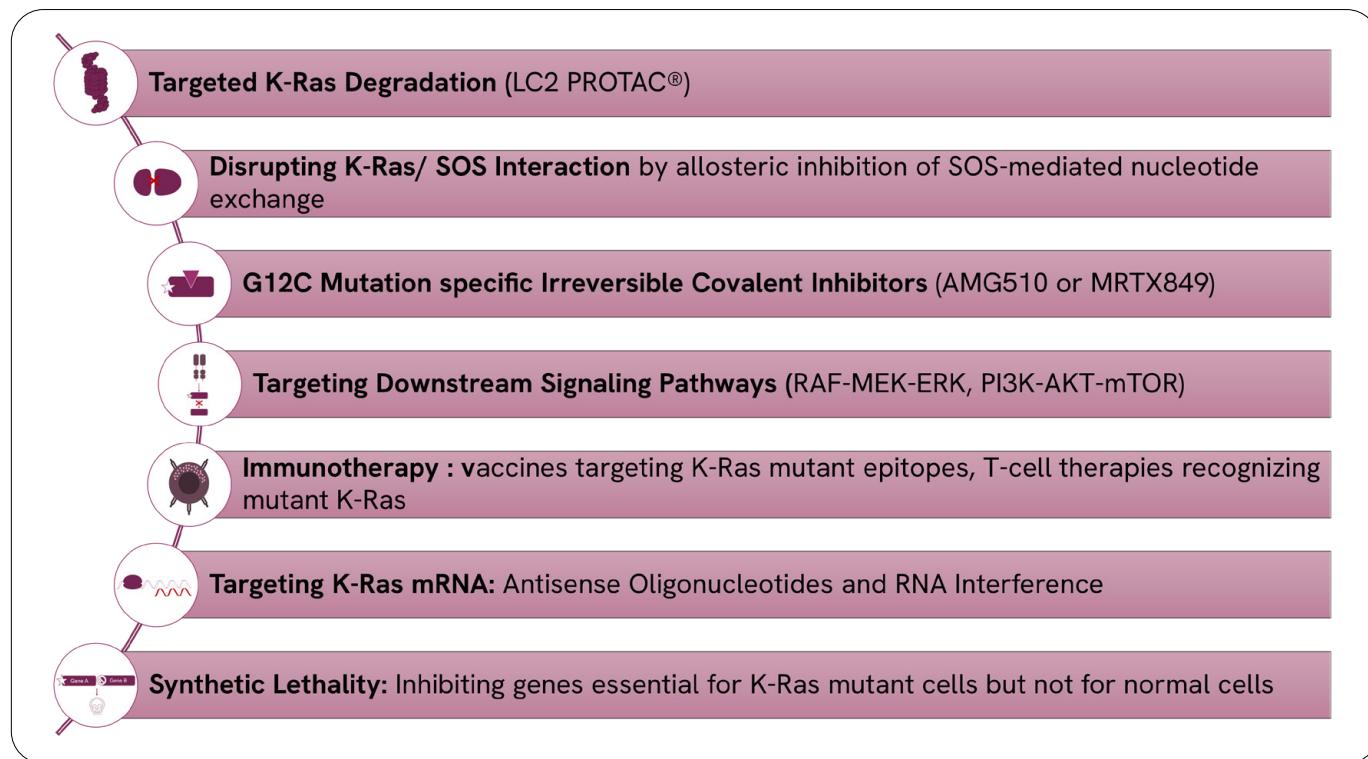 Targeted K-Ras Degradation (LC2 PROTAC®)
Disrupting K-Ras/ SOS Interaction by allosteric inhibition of SOS-mediated nucleotide
exchange
G12C Mutation specific Irreversible Covalent Inhibitors (AMG510 or MRTX849)
Targeting Downstream Signaling Pathways (RAF-MEK-ERK, PI3K-AKT-mTOR)
Immunotherapy : vaccines targeting K-Ras mutant epitopes, T-cell therapies recognizing
mutant K-Ras
Targeting K-Ras mRNA: Antisense Oligonucleotides and RNA Interference
Gene A Gene B
Synthetic Lethality: Inhibiting genes essential for K-Ras mutant cells but not for normal cells